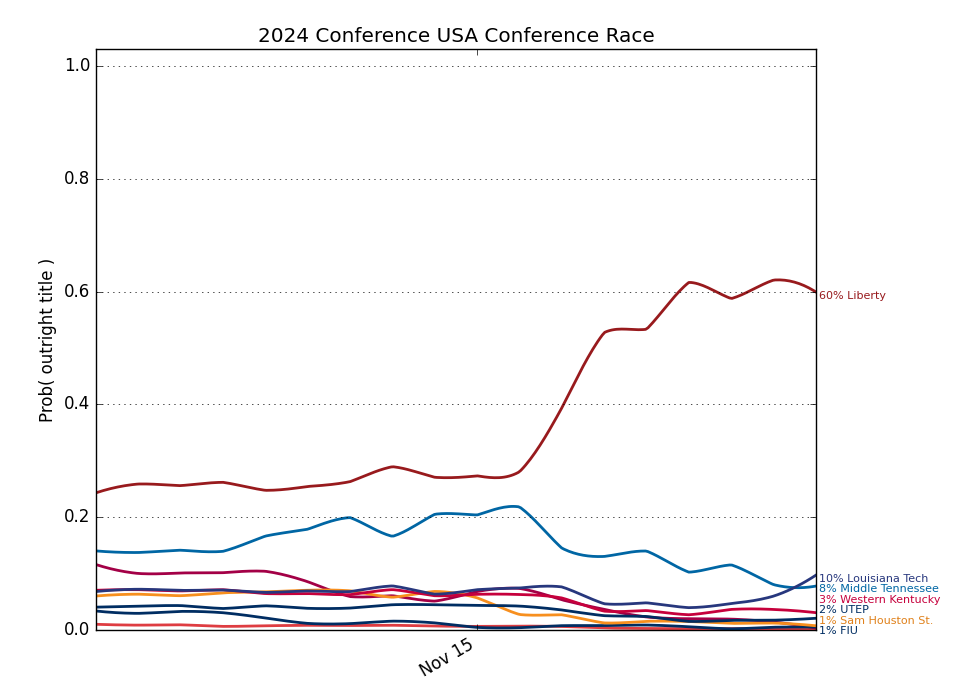 2024 Conference USA Conference Race
Prob( outright title )
1.0
0.8
0.6
0.4
0.2
0.0
60% Liberty
10% Louisiana Tech
8% Middle Tennessee
3% Western Kentucky
2% UTEP
1% Sam Houston St.
1% FIU
Nov 15